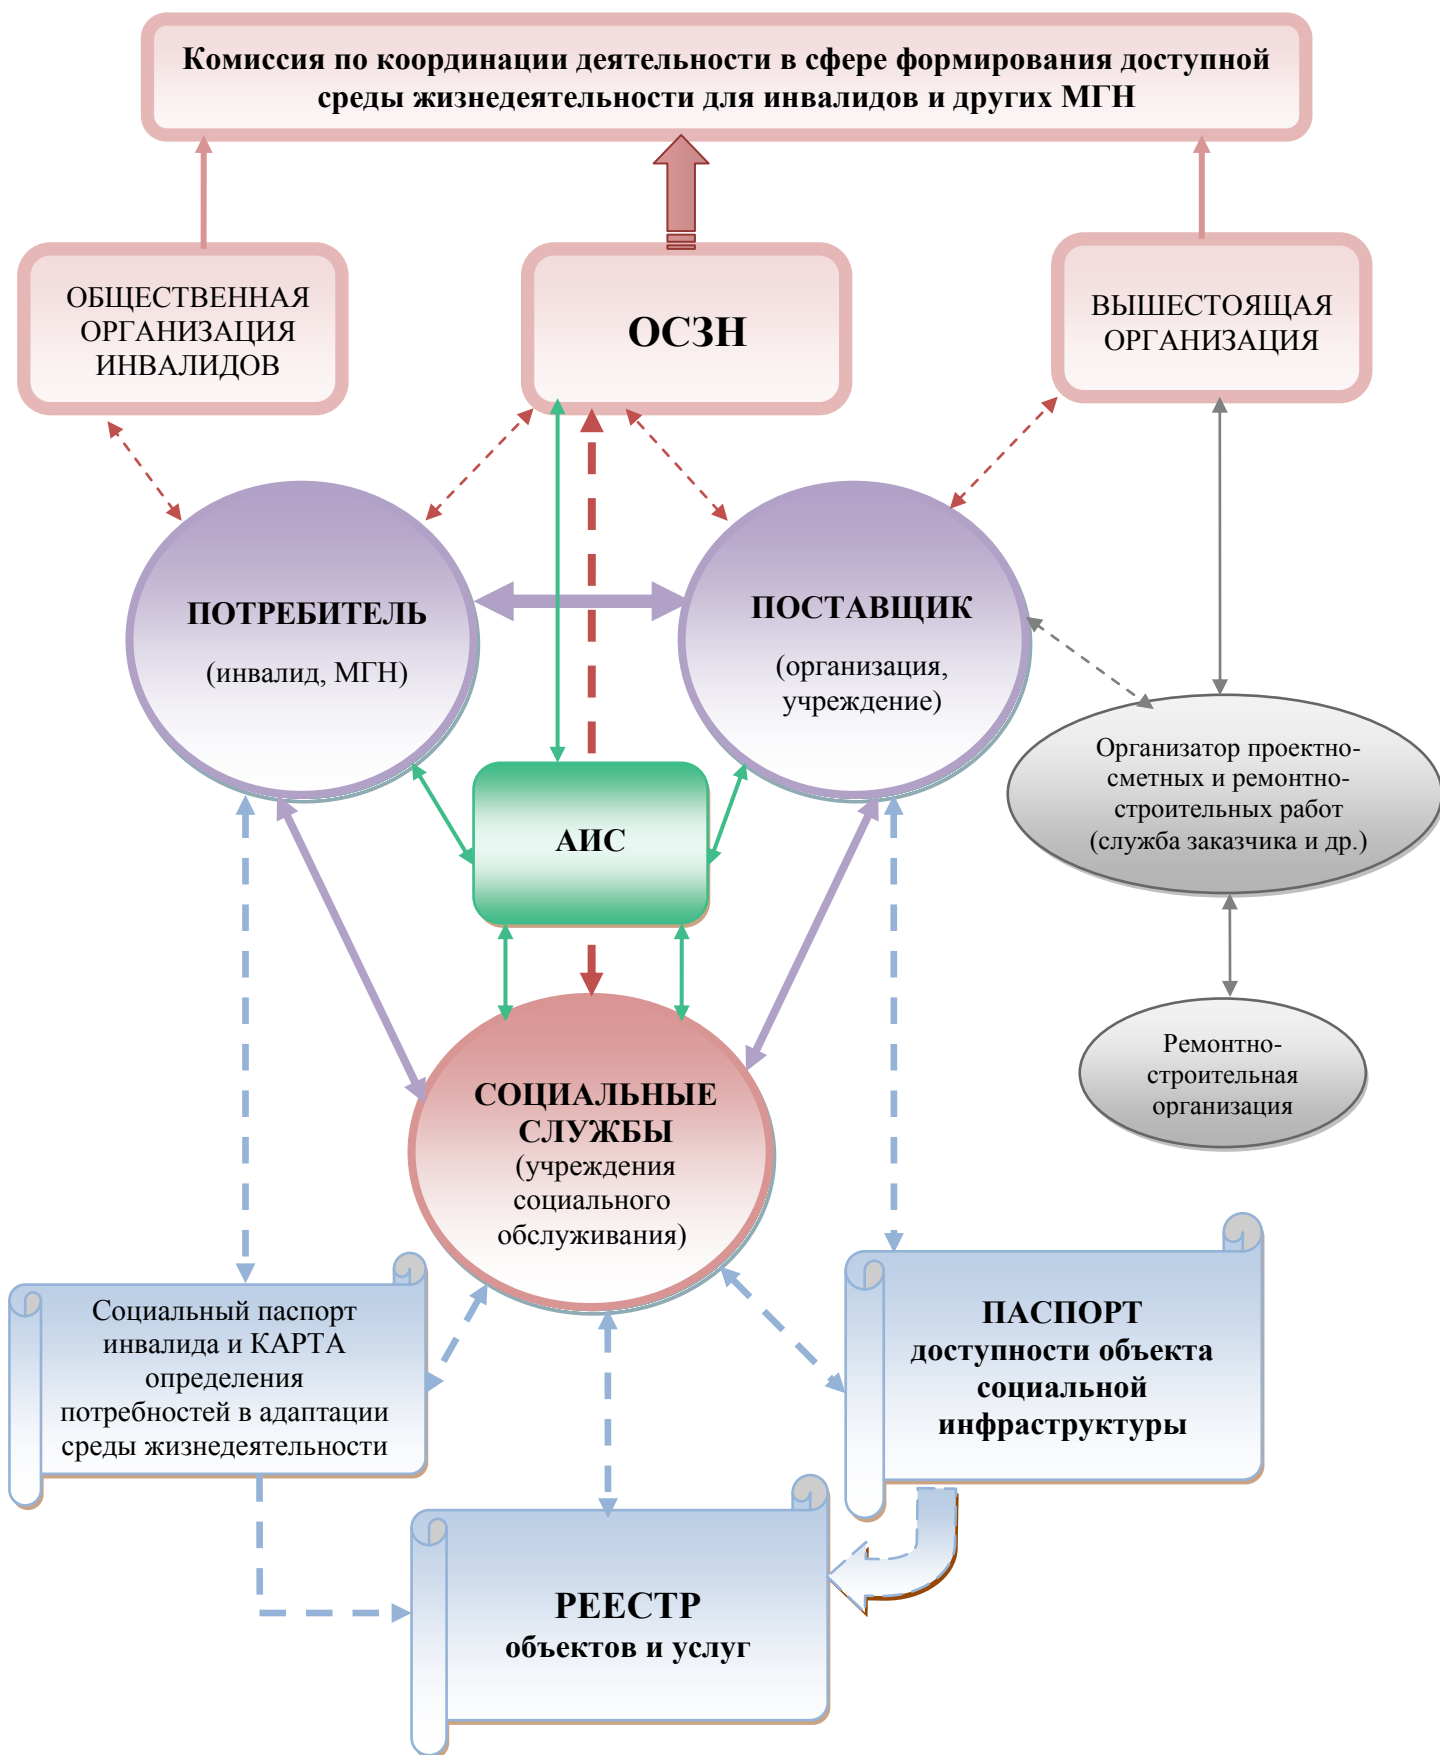 Комиссия по координации деятельности в сфере формирования доступной
среды жизнедеятельности для инвалидов и других МГН
ОБЩЕСТВЕННАЯ
ОРГАНИЗАЦИЯ
ИНВАЛИДОВ
ОСЗН
ВЫШЕСТОЯЩАЯ
ОРГАНИЗАЦИЯ
ПОТРЕБИТЕЛЬ
(инвалид, МГН)
ПОСТАВЩИК
(организация,
учреждение)
Организатор проектно-
сметных и ремонтно-
строительных работ
(служба заказчика и др.)
АИС
Ремонтно-
строительная
организация
СОЦИАЛЬНЫЕ
СЛУЖБЫ
(учреждения
социального
обслуживания)
Социальный паспорт
инвалида и КАРТА
определения
потребностей в адаптации
среды жизнедеятельности
ПАСПОРТ
доступности объекта
социальной
инфраструктуры
РЕЕСТР
объектов и услуг